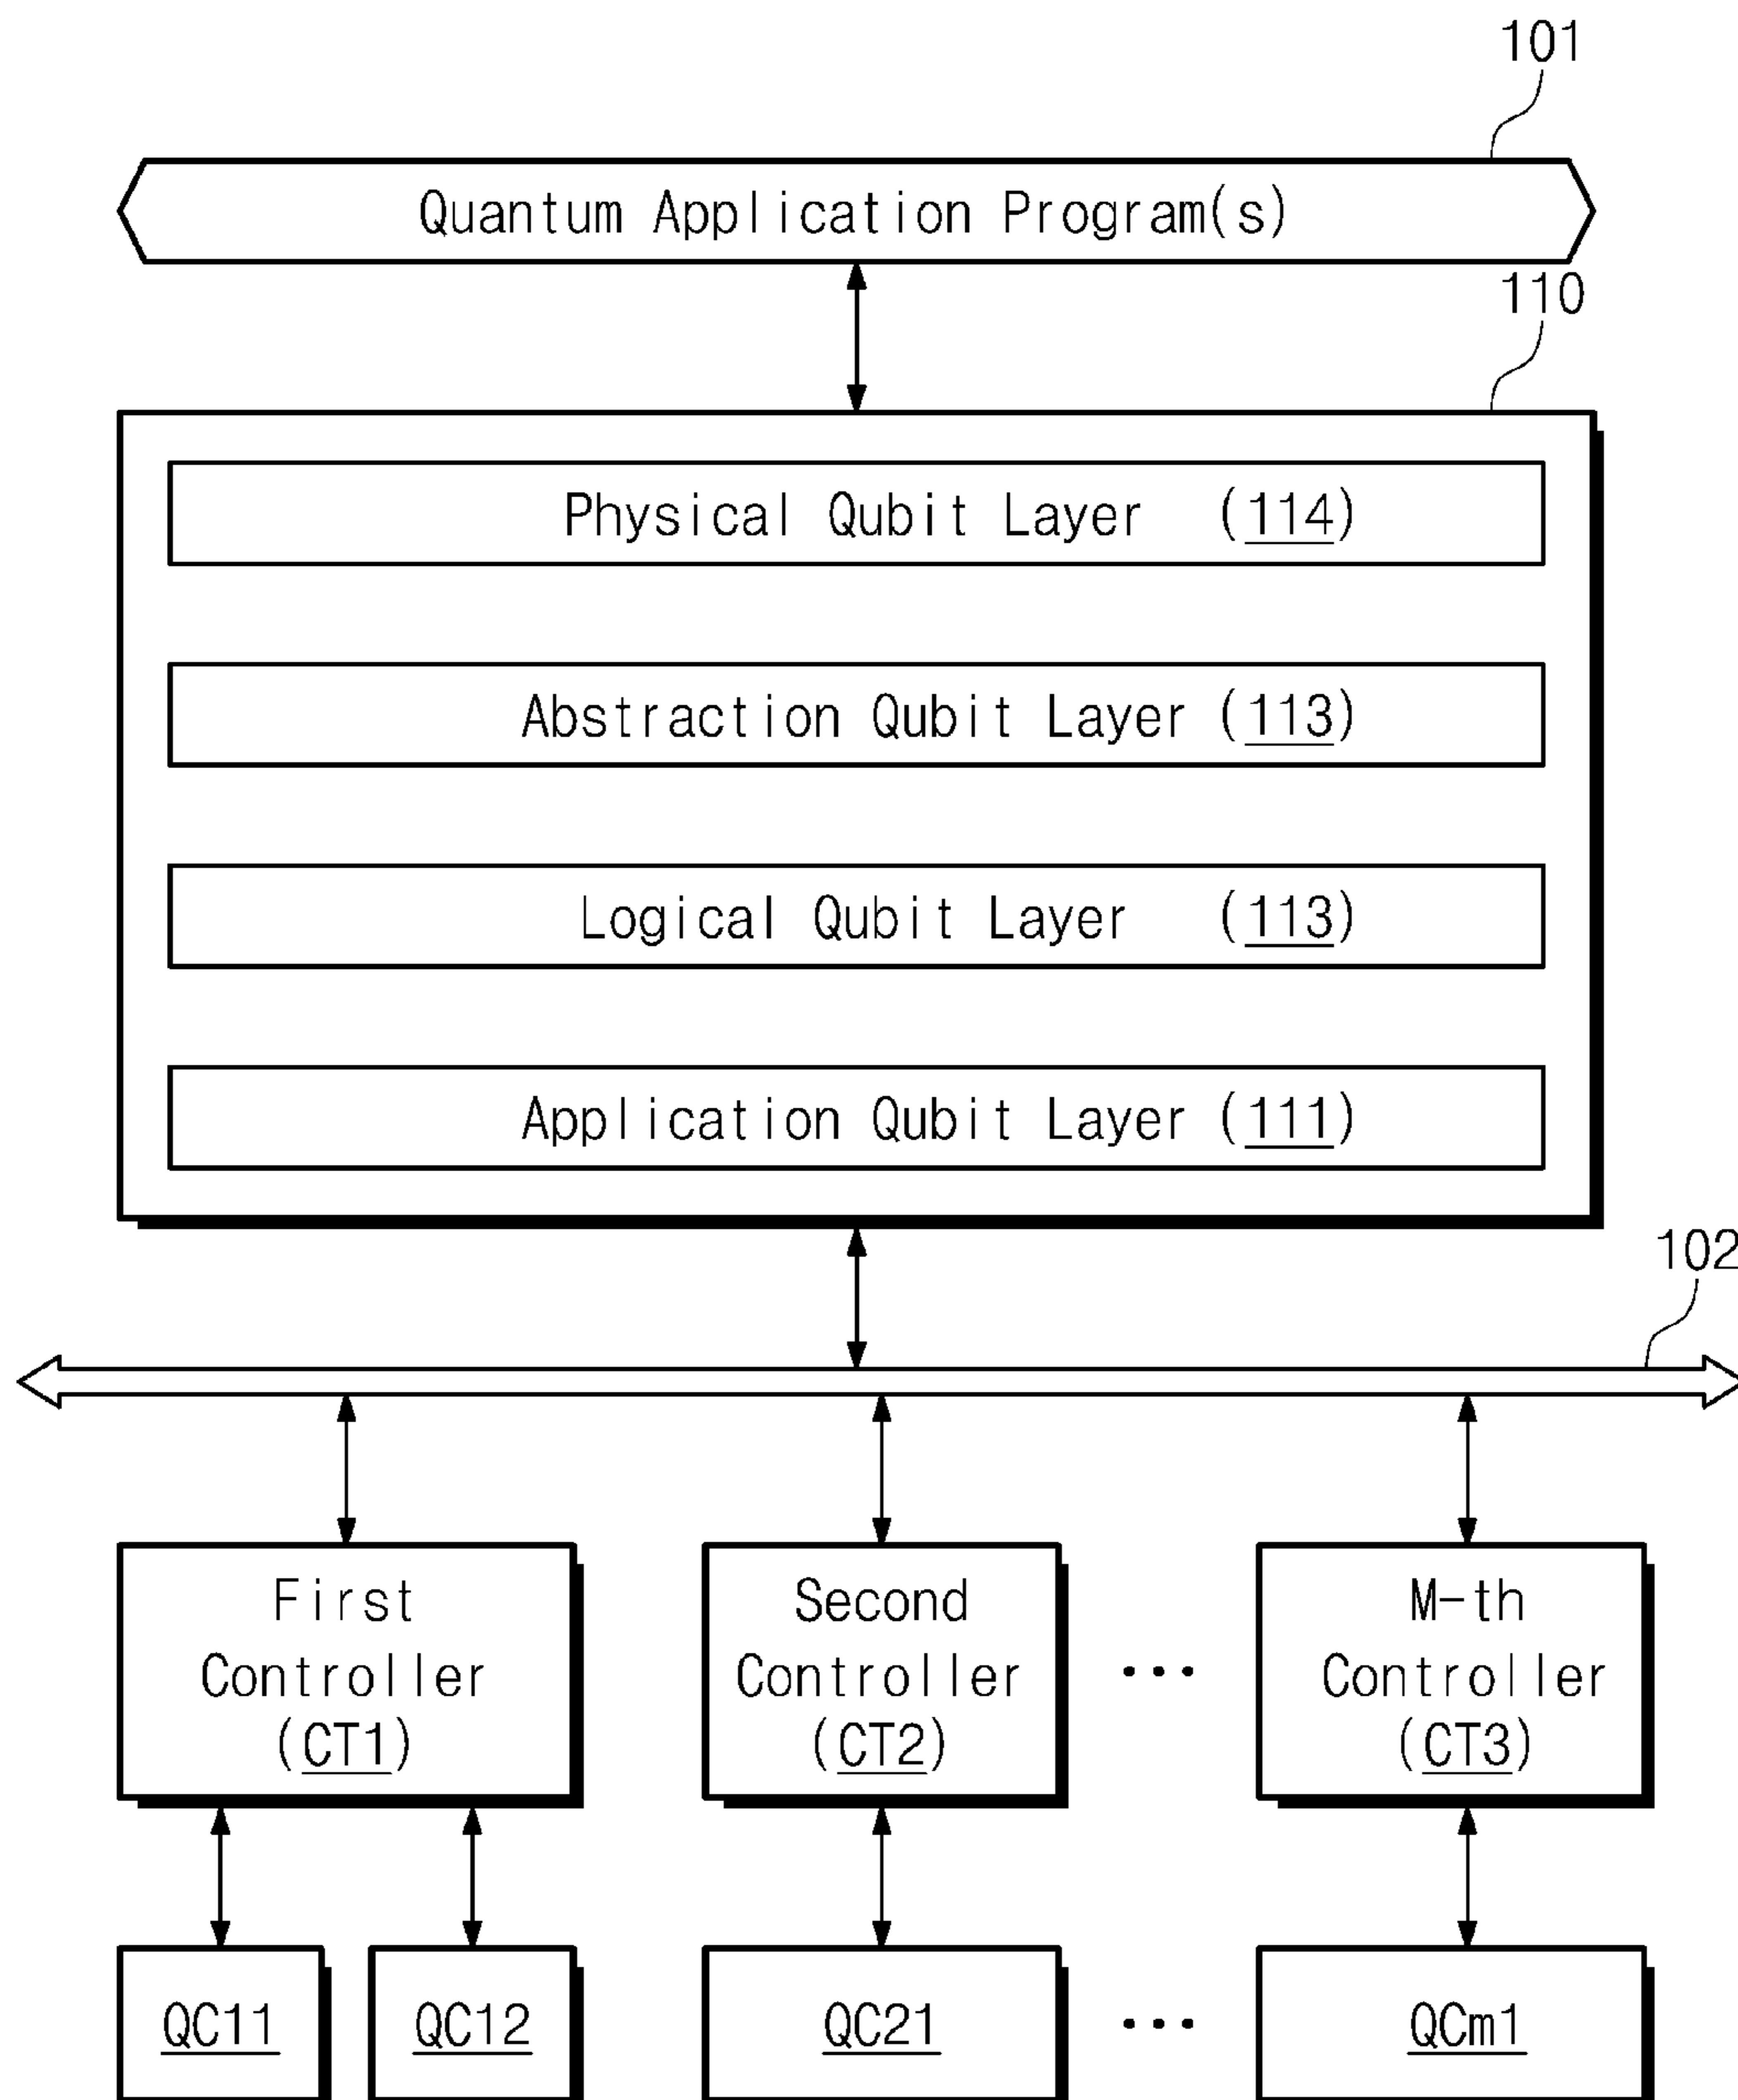 101
Quantum Application Program(s)
110
Physical Qubit Layer (114)
Abstraction Qubit Layer (113)
Logical Qubit Layer (113)
Application Qubit Layer (111)
102
First
Controller
(CT1)
Second
Controller
(CT2)
...
M-th
Controller
(CT3)
QC11
QC12
QC21
...
QCm1